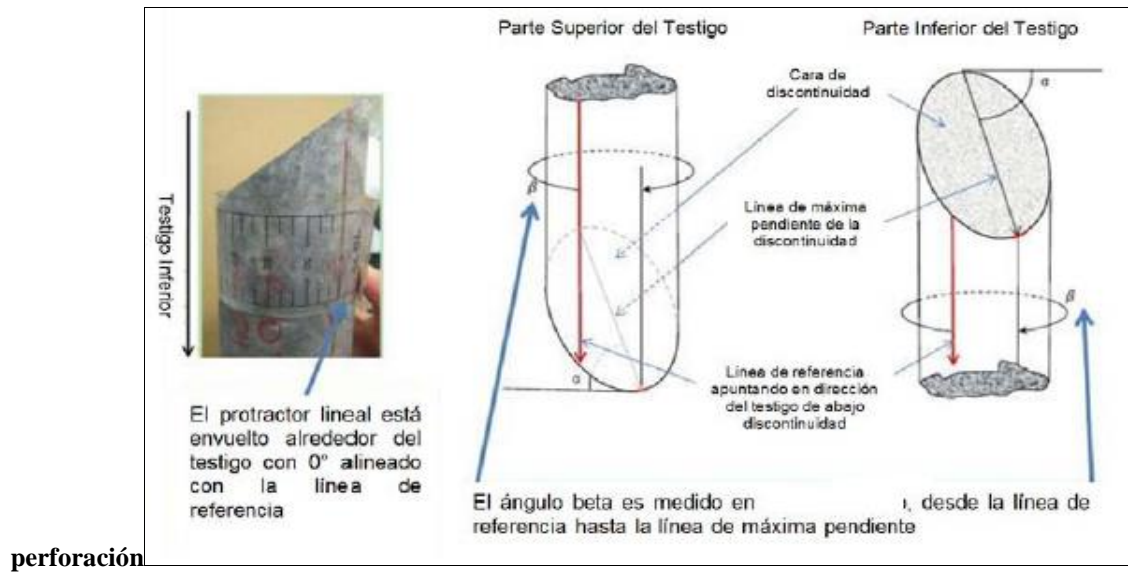 Parte Superior del Testigo
Parte Inferior del Testigo
Cara de
discontinuidad
α
β
Testigo Inferior
Línea de máxima
pendiente de la
discontinuidad
β
Línea de referencia
apuntando en dirección
del testigo de abajo
discontinuidad
α
El protractor lineal está
envuelto alrededor del
testigo con 0° alineado
con la línea de
referencia
El ángulo beta es medido en , desde la línea de
referencia hasta la línea de máxima pendiente
perforación